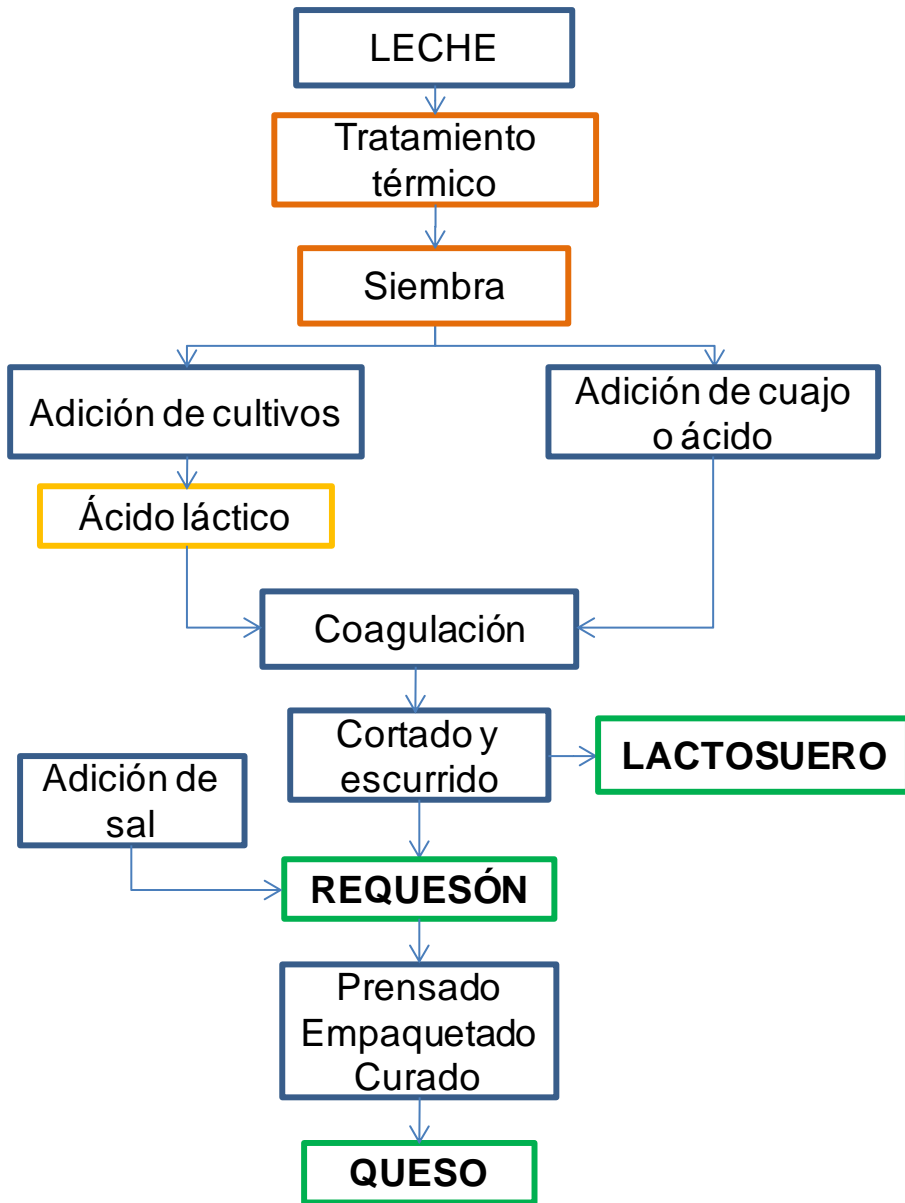 LECHE
Tratamiento
térmico
Siembra
Adición de cultivos
Adición de cuajo
o ácido
Ácido láctico
Coagulación
Cortado y
escurrido
LACTOSUERO
Adición de
sal
REQUESÓN
Prensado
Empaquetado
Curado
QUESO